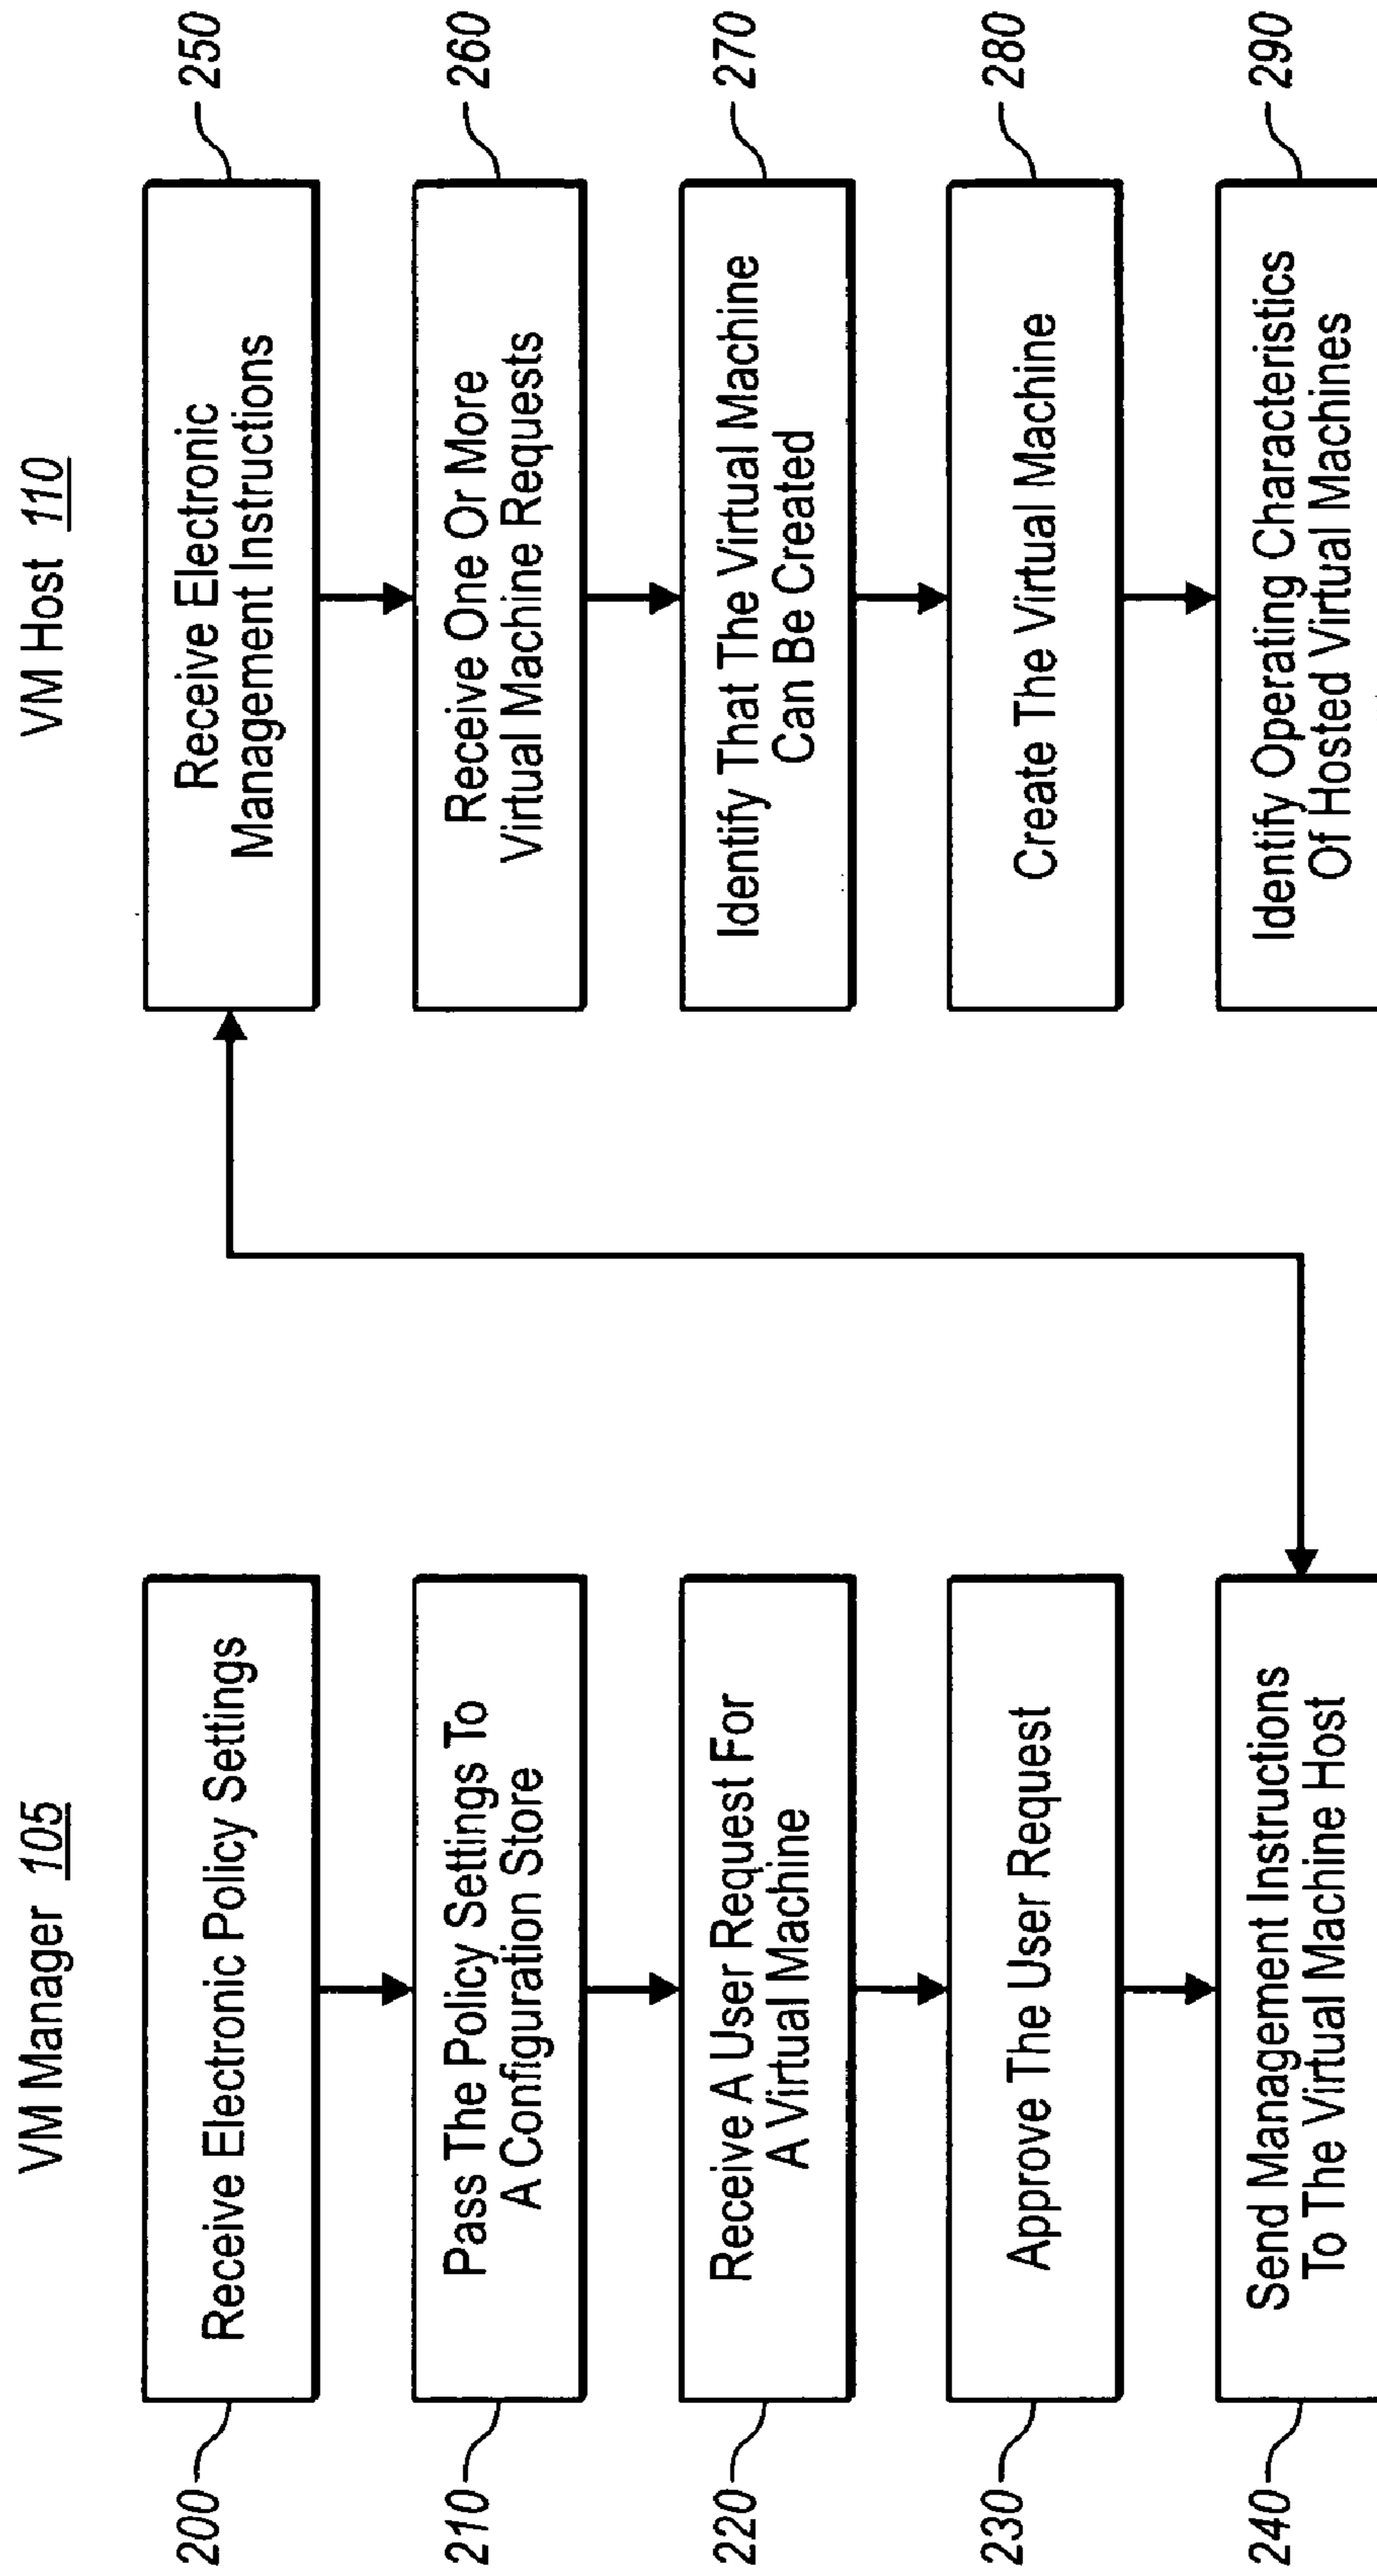 VM Manager 105
200
Receive Electronic Policy Settings
210
Pass The Policy Settings To
A Configuration Store
220
Receive A User Request For
A Virtual Machine
230
Approve The User Request
240
Send Management Instructions
To The Virtual Machine Host
VM Host 110
Receive Electronic
Management Instructions
250
Receive One Or More
Virtual Machine Requests
260
Identify That The Virtual Machine
Can Be Created
270
Create The Virtual Machine
280
Identify Operating Characteristics
Of Hosted Virtual Machines
290